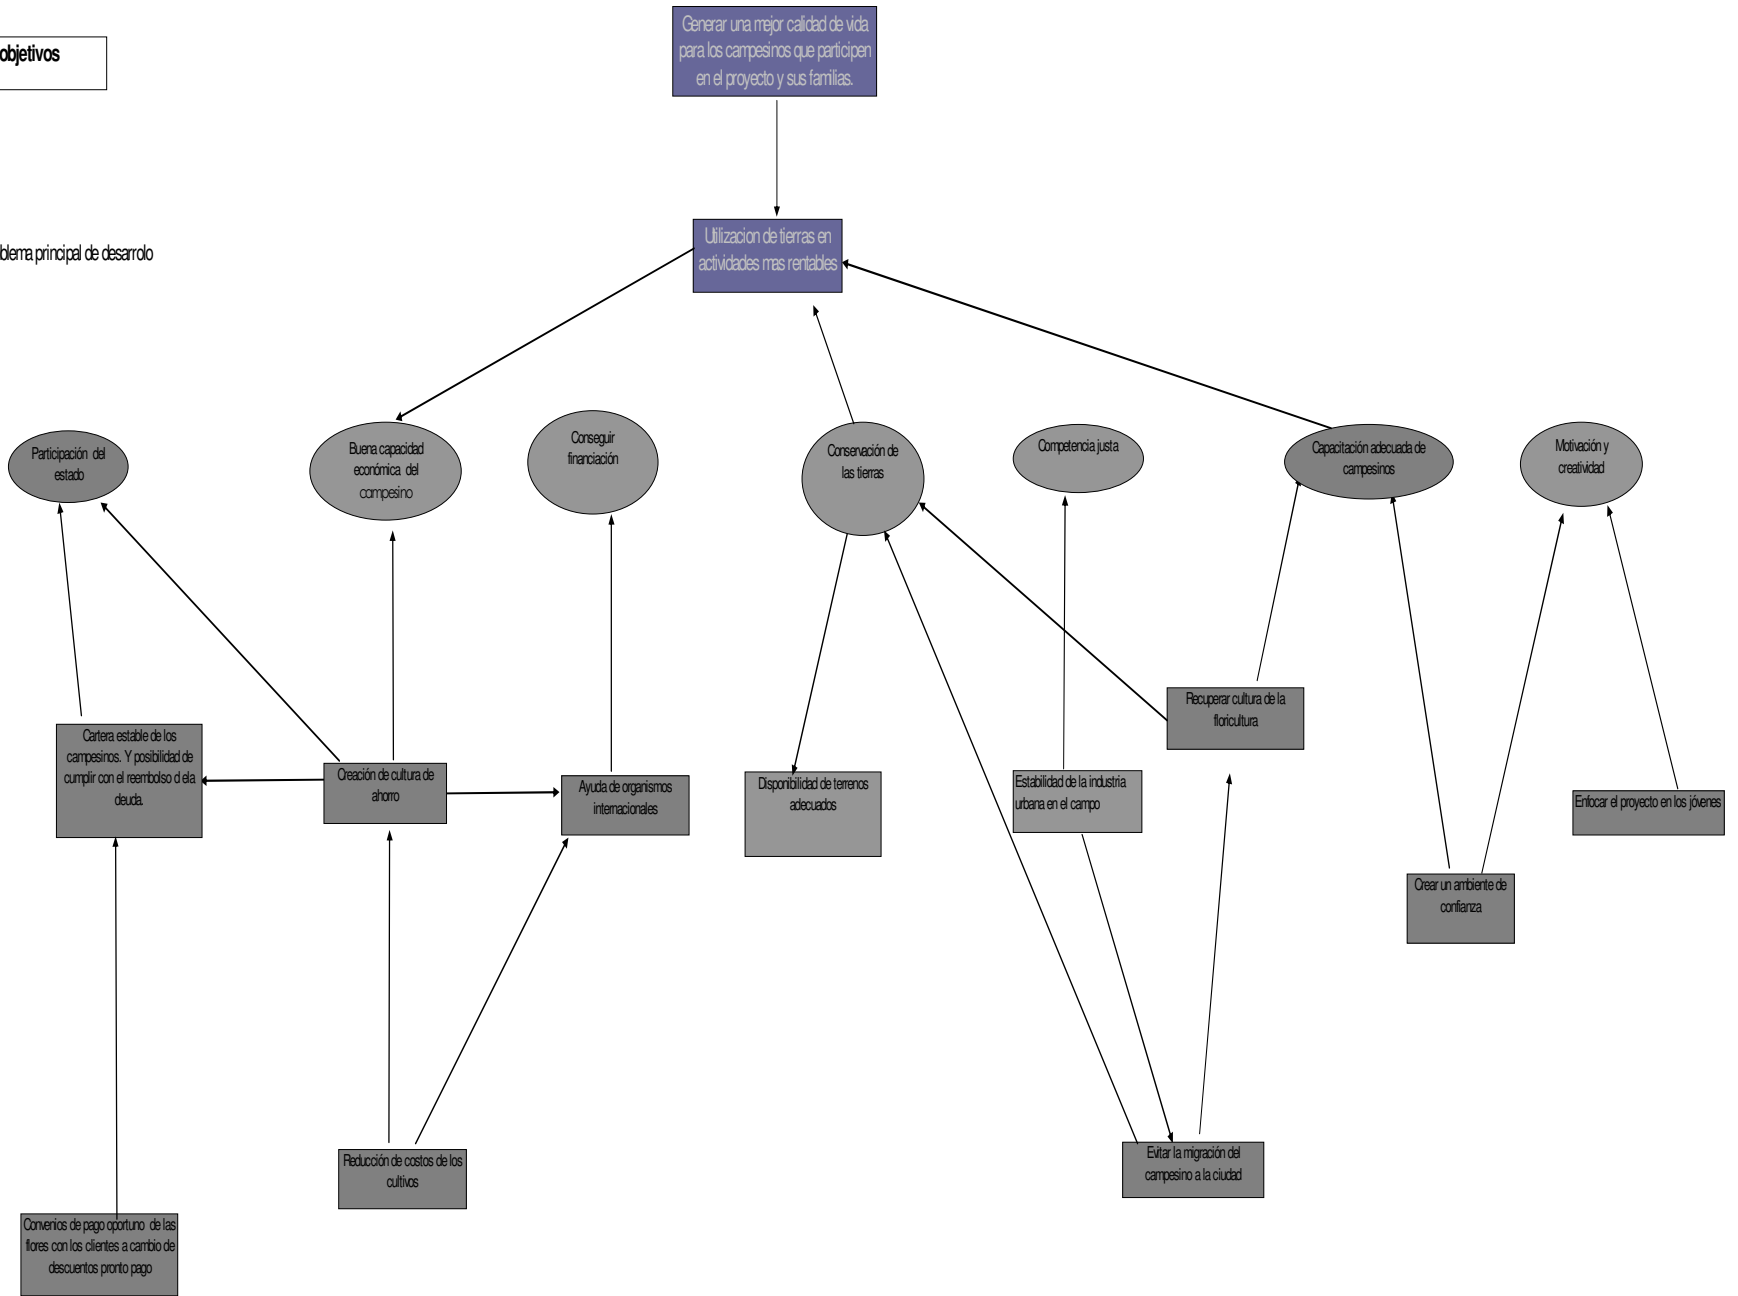 Generar una mejor calidad de vida
para los campesinos que participen
en el proyecto y sus familias.
objetivos
Utilizacion de tierras en
actividades mas rentables
blema principal de desarrolo
Participación del
estado
Buena capacidad
económica del
campesino
Conseguir
financiación
Conservación de
las tierras
Competencia justa
Capacitación adecuada de
campesinos
Motivación y
creatividad
Cartera estable de los
campesinos. Y posibilidad de
cumplir con el reembolso d ela
deuda.
Creación de cultura de
ahorro
Ayuda de organismos
internacionales
Disponibilidad de terrenos
adecuados
Estabilidad de la industria
urbana en el campo
Recuperar cultura de la
floricultura
Enfocar el proyecto en los jóvenes
Crear un ambiente de
confianza
Reducción de costos de los
cultivos
Evitar la migración del
campesino a la ciudad
Convenios de pago oportuno de las
flores con los clientes a cambio de
descuentos pronto pago